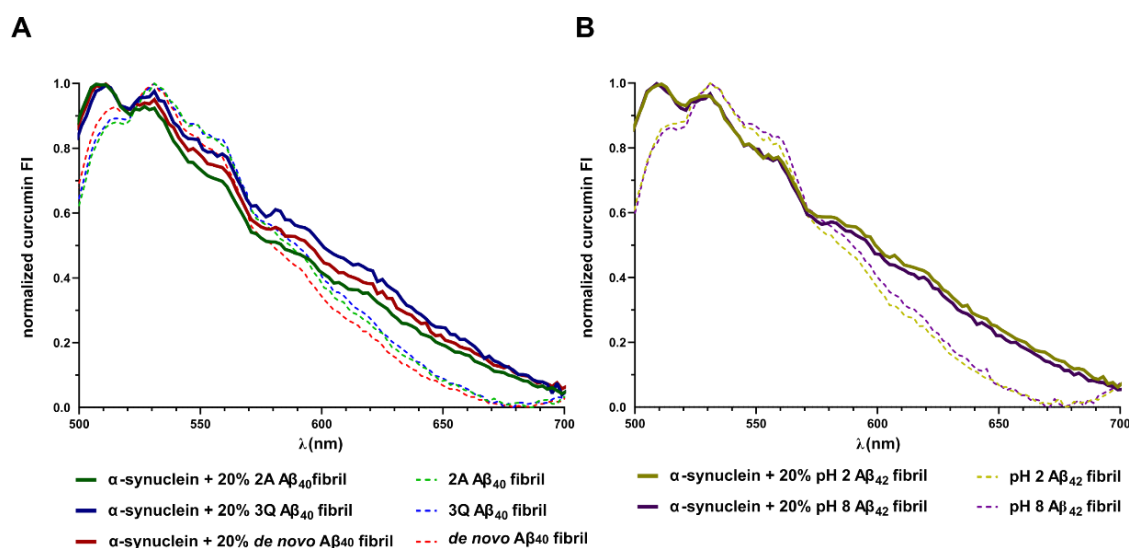 A
B
normalized curcumin FI
1.0
0.8
0.6
0.4
0.2
0.0
500
550
600
650
700
λ(nm)
α-synuclein + 20% 2A Aβ40fibril
α-synuclein + 20% 3Q Aβ40 fibril
α-synuclein + 20% de novo Aβ40 fibril
2A Aβ40 fibril
3Q Aβ40 fibril
de novo Aβ40 fibril
normalized curcumin FI
1.0
0.8
0.6
0.4
0.2
0.0
500
550
600
650
700
λ(nm)
α-synuclein + 20% pH 2 Aβ42 fibril
α-synuclein + 20% pH 8 Aβ42 fibril
pH 2 Aβ42 fibril
pH 8 Aβ42 fibril